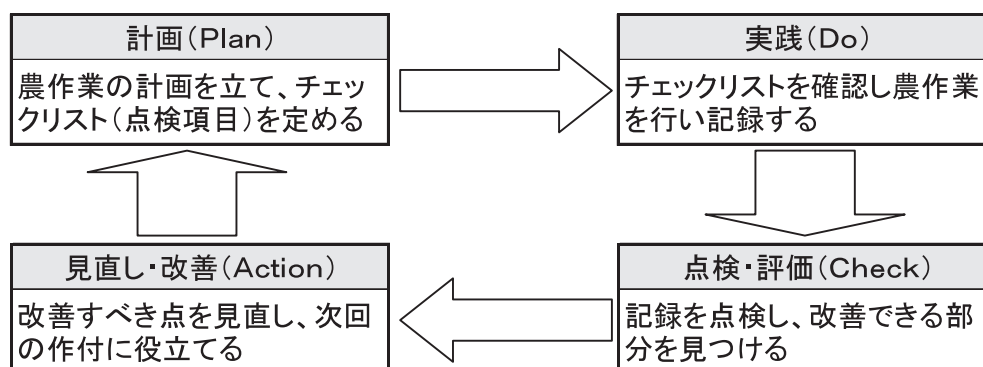 計画(Plan)
農作業の計画を立て、チェッ
クリスト(点検項目)を定める
実践(Do)
チェックリストを確認し農作業
を行い記録する
点検・評価(Check)
記録を点検し、改善できる部
分を見つける
見直し・改善(Action)
改善すべき点を見直し、次回
の作付に役立てる